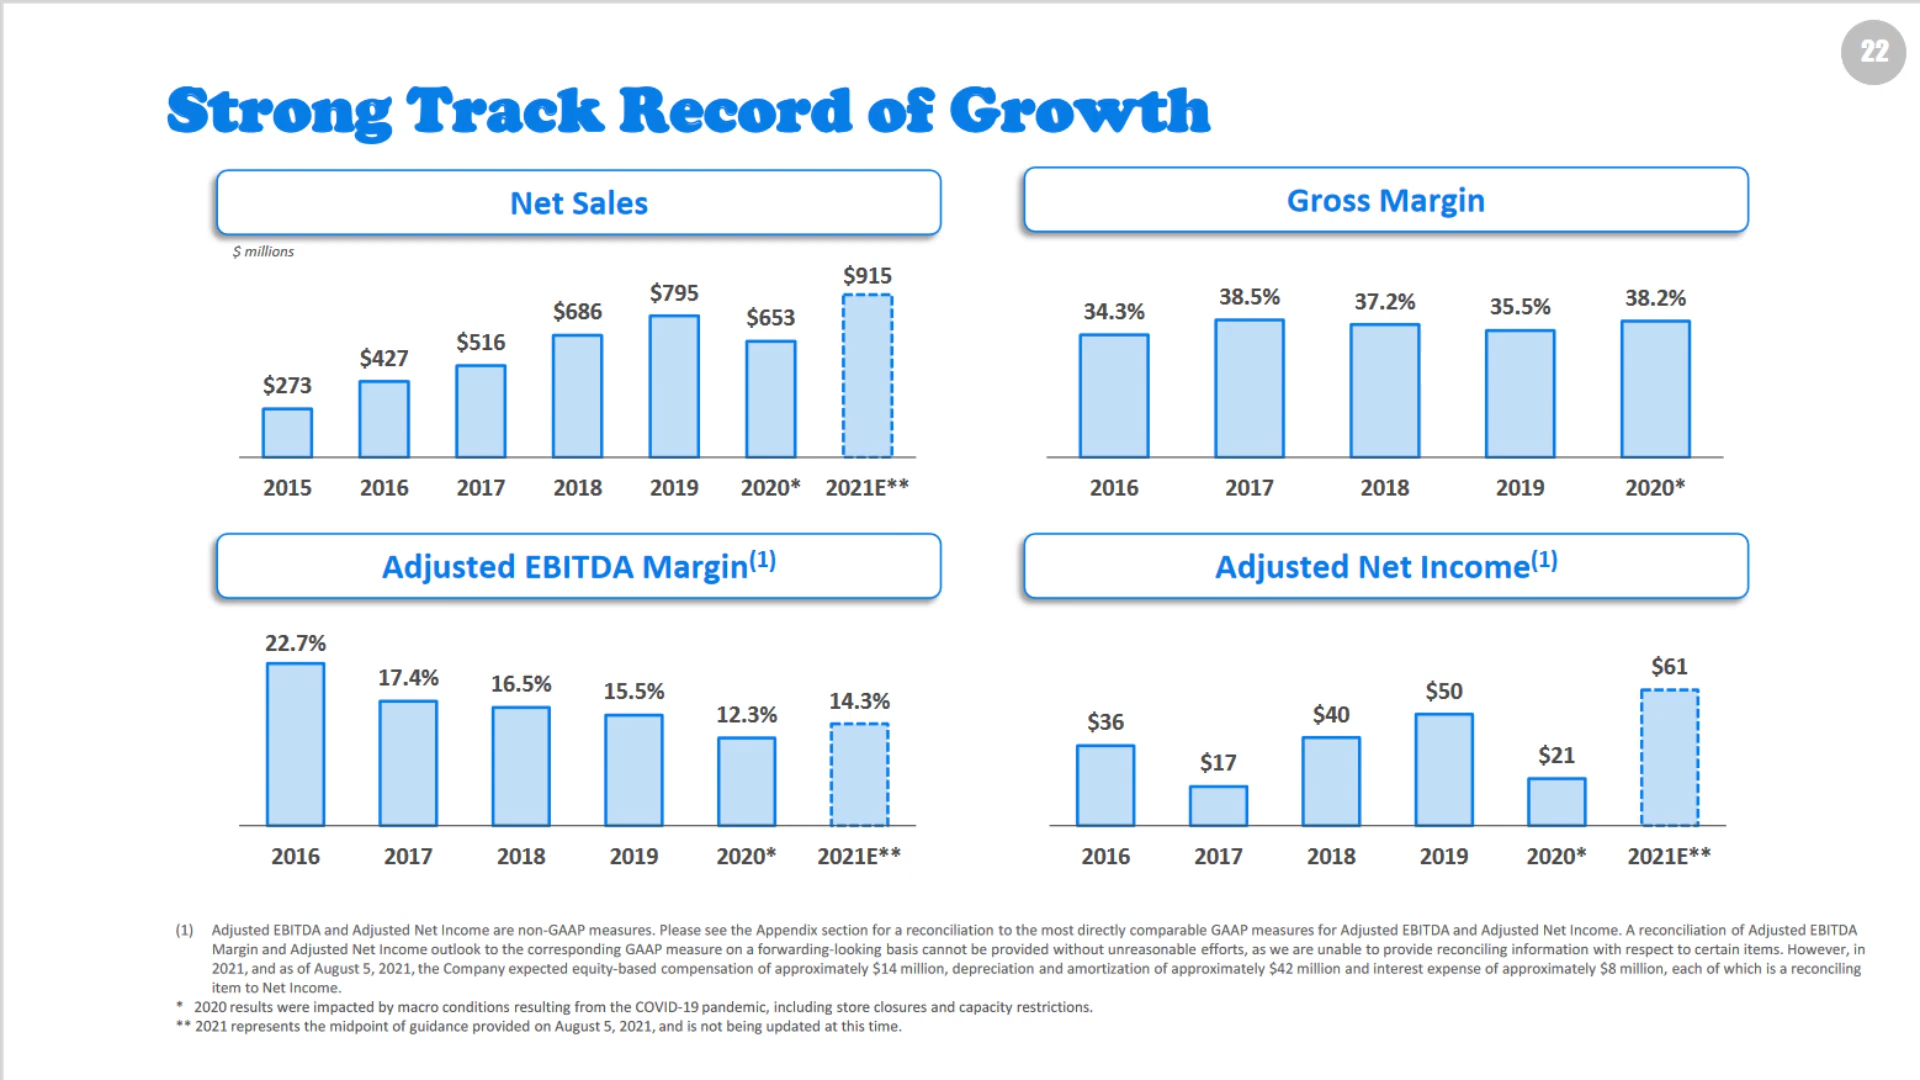 22
Strong Track Record of Growth
Net Sales
$ millions
$273
$427
$516
$686
$795
$653
$915
2015 2016 2017 2018 2019 2020* 2021E**
Gross Margin
34.3%
38.5%
37.2%
35.5%
38.2%
2016 2017 2018 2019 2020*
Adjusted EBITDA Margin(1)
22.7%
17.4%
16.5%
15.5%
12.3%
14.3%
2016 2017 2018 2019 2020* 2021E**
Adjusted Net Income(1)
$36
$17
$40
$50
$21
$61
2016 2017 2018 2019 2020* 2021E**
(1) Adjusted EBITDA and Adjusted Net Income are non-GAAP measures. Please see the Appendix section for a reconciliation to the most directly comparable GAAP measures for Adjusted EBITDA and Adjusted Net Income. A reconciliation of Adjusted EBITDA
Margin and Adjusted Net Income outlook to the corresponding GAAP measure on a forwarding-looking basis cannot be provided without unreasonable efforts, as we are unable to provide reconciling information with respect to certain items. However, in
2021, and as of August 5, 2021, the Company expected equity-based compensation of approximately $14 million, depreciation and amortization of approximately $42 million and interest expense of approximately $8 million, each of which is a reconciling
item to Net Income.
* 2020 results were impacted by macro conditions resulting from the COVID-19 pandemic, including store closures and capacity restrictions.
** 2021 represents the midpoint of guidance provided on August 5, 2021, and is not being updated at this time.